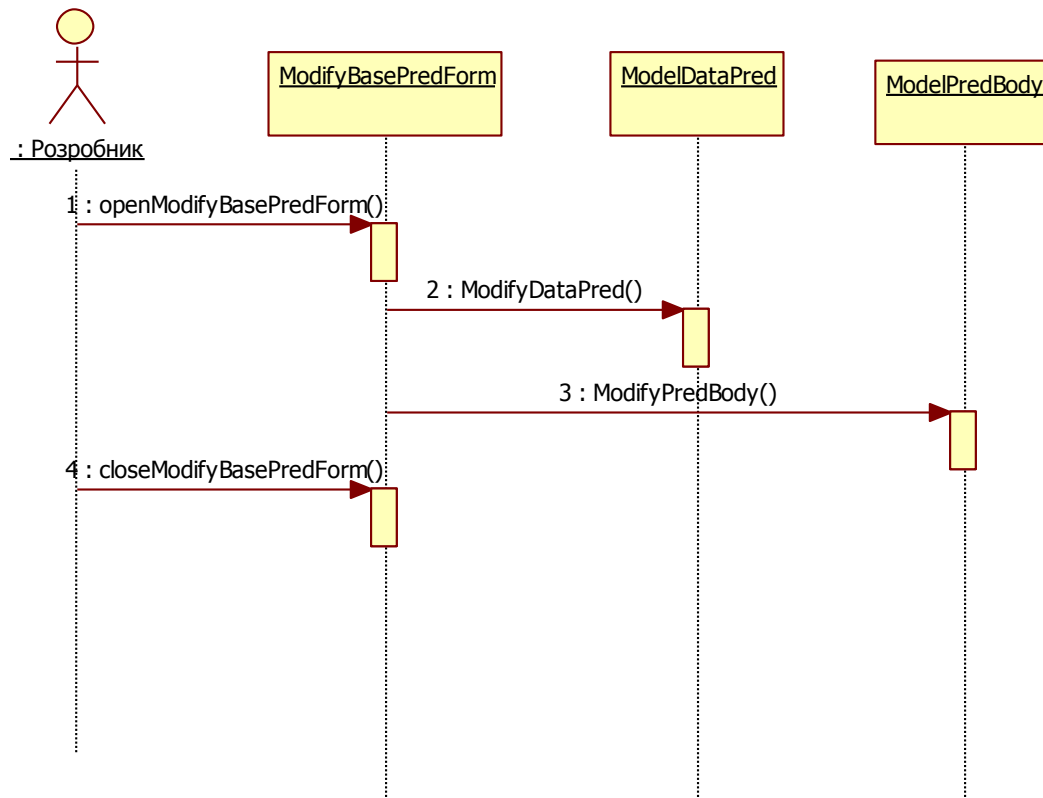 ModifyBasePredForm
ModelDataPred
ModelPredBody
: Розробник
1 : openModifyBasePredForm()
2 : ModifyDataPred()
3 : ModifyPredBody()
4 : closeModifyBasePredForm()